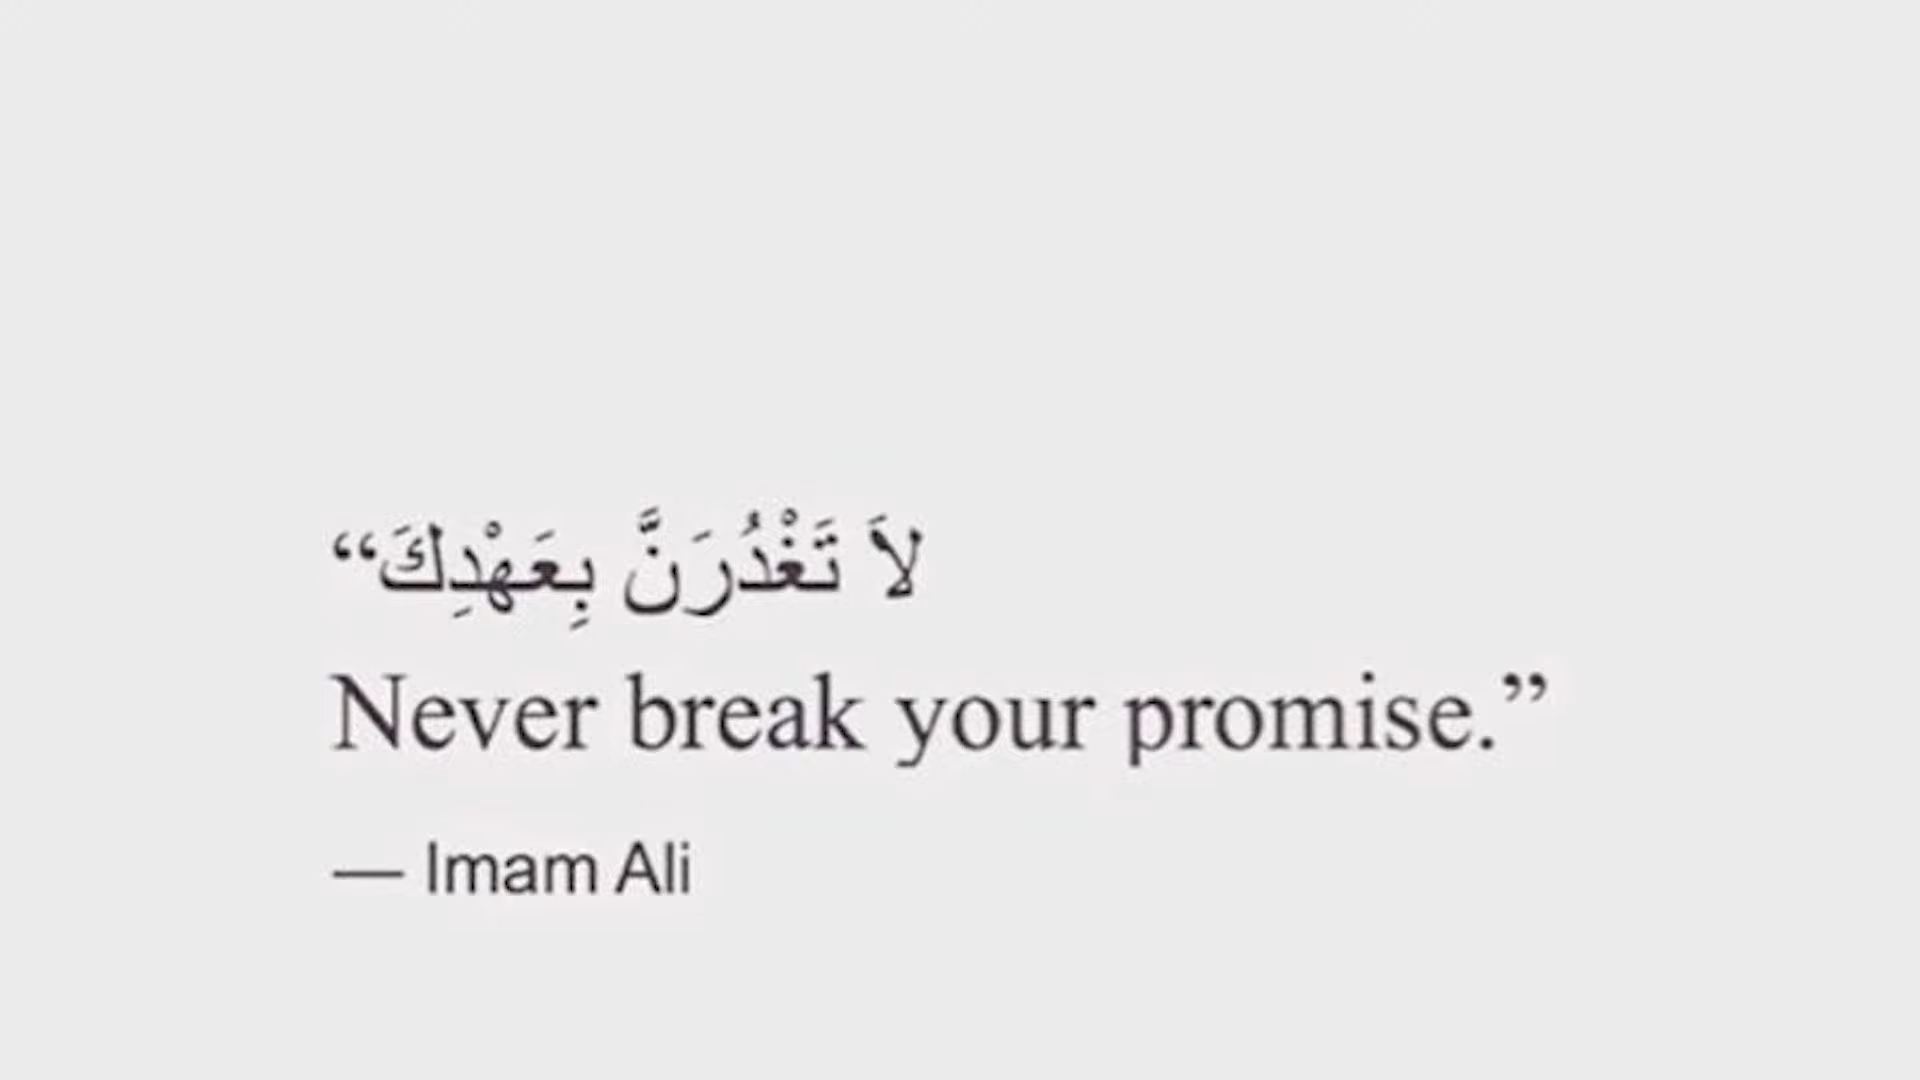 “لاَ تَغْدُرَنَّ بِعَهْدِكَ
Never break your promise.”
— Imam Ali